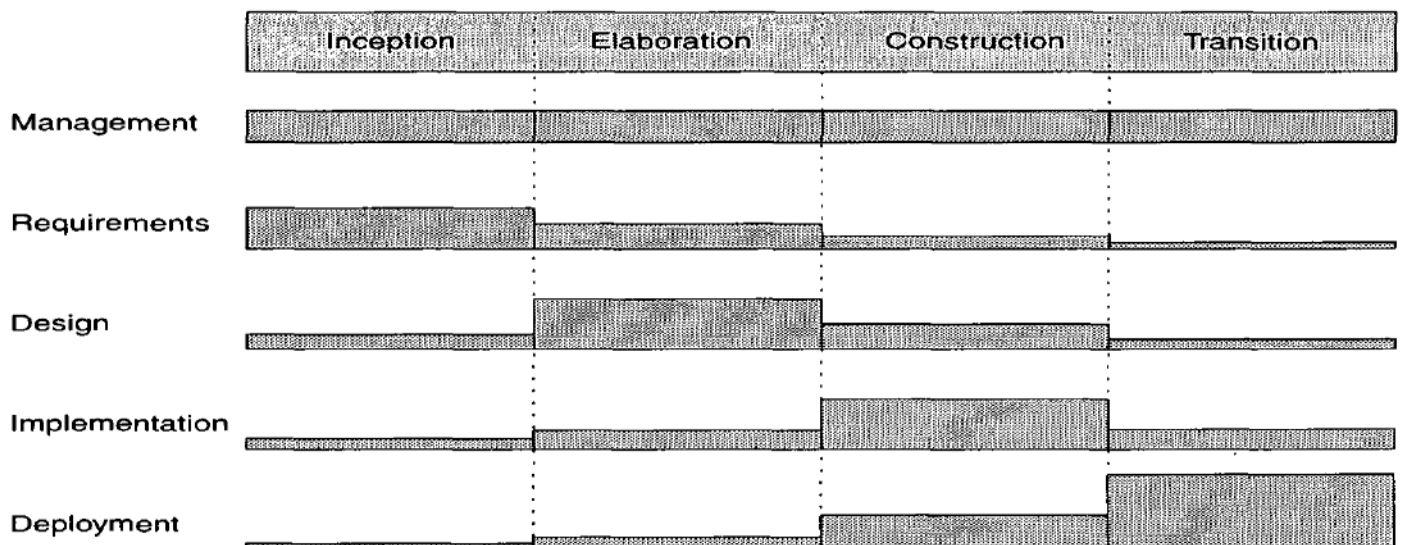 Inception Elaboration Construction Transition
Management
Requirements
Design
Implementation
Deployment